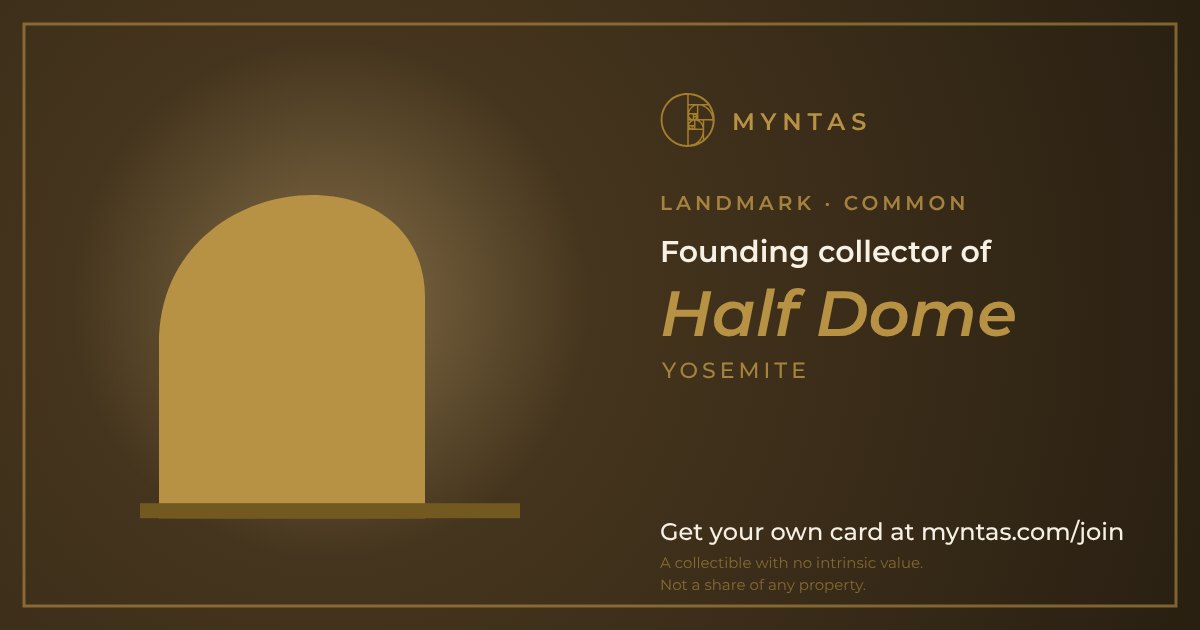 MYNTAS
LANDMARK · COMMON
Founding collector of
Half Dome
YOSEMITE
Get your own card at myntas.com/join
A collectible with no intrinsic value.
Not a share of any property.